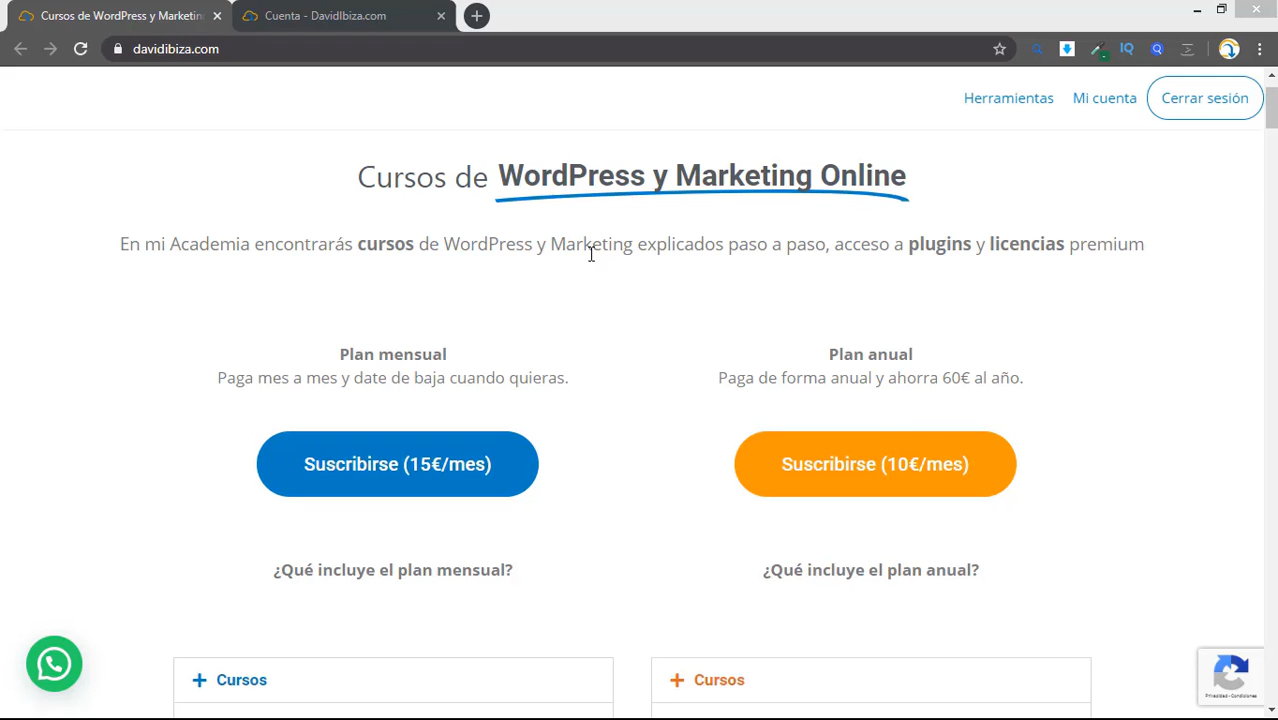 Cursos de WordPress y Marketin
Cuenta - DavidIbiza.com
davidibiza.com
IQ
Herramientas
Mi cuenta
Cerrar sesión
Cursos de WordPress y Marketing Online
En mi Academia encontrarás cursos de WordPress y Marketing explicados paso a paso, acceso a plugins y licencias premium
Plan mensual
Paga mes a mes y date de baja cuando quieras.
Suscribirse (15€/mes)
¿Qué incluye el plan mensual?
+ Cursos
Plan anual
Paga de forma anual y ahorra 60€ al año.
Suscribirse (10€/mes)
¿Qué incluye el plan anual?
+ Cursos
Privacidad - Condiciones